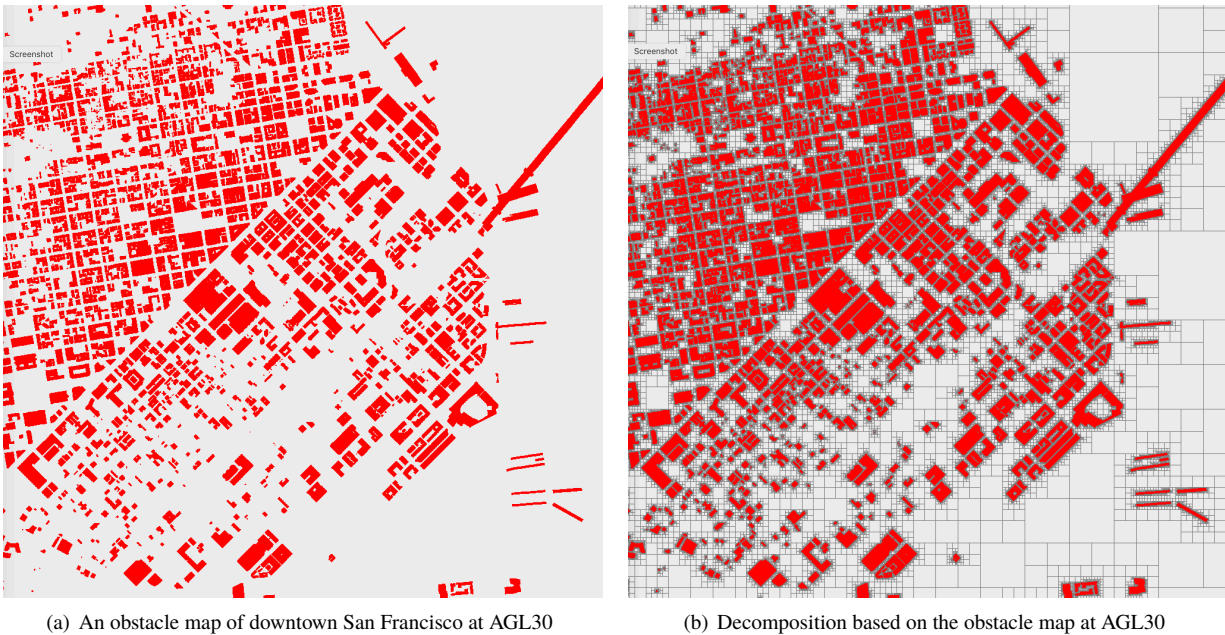 Screenshot
Screenshot
(a) An obstacle map of downtown San Francisco at AGL30
(b) Decomposition based on the obstacle map at AGL30